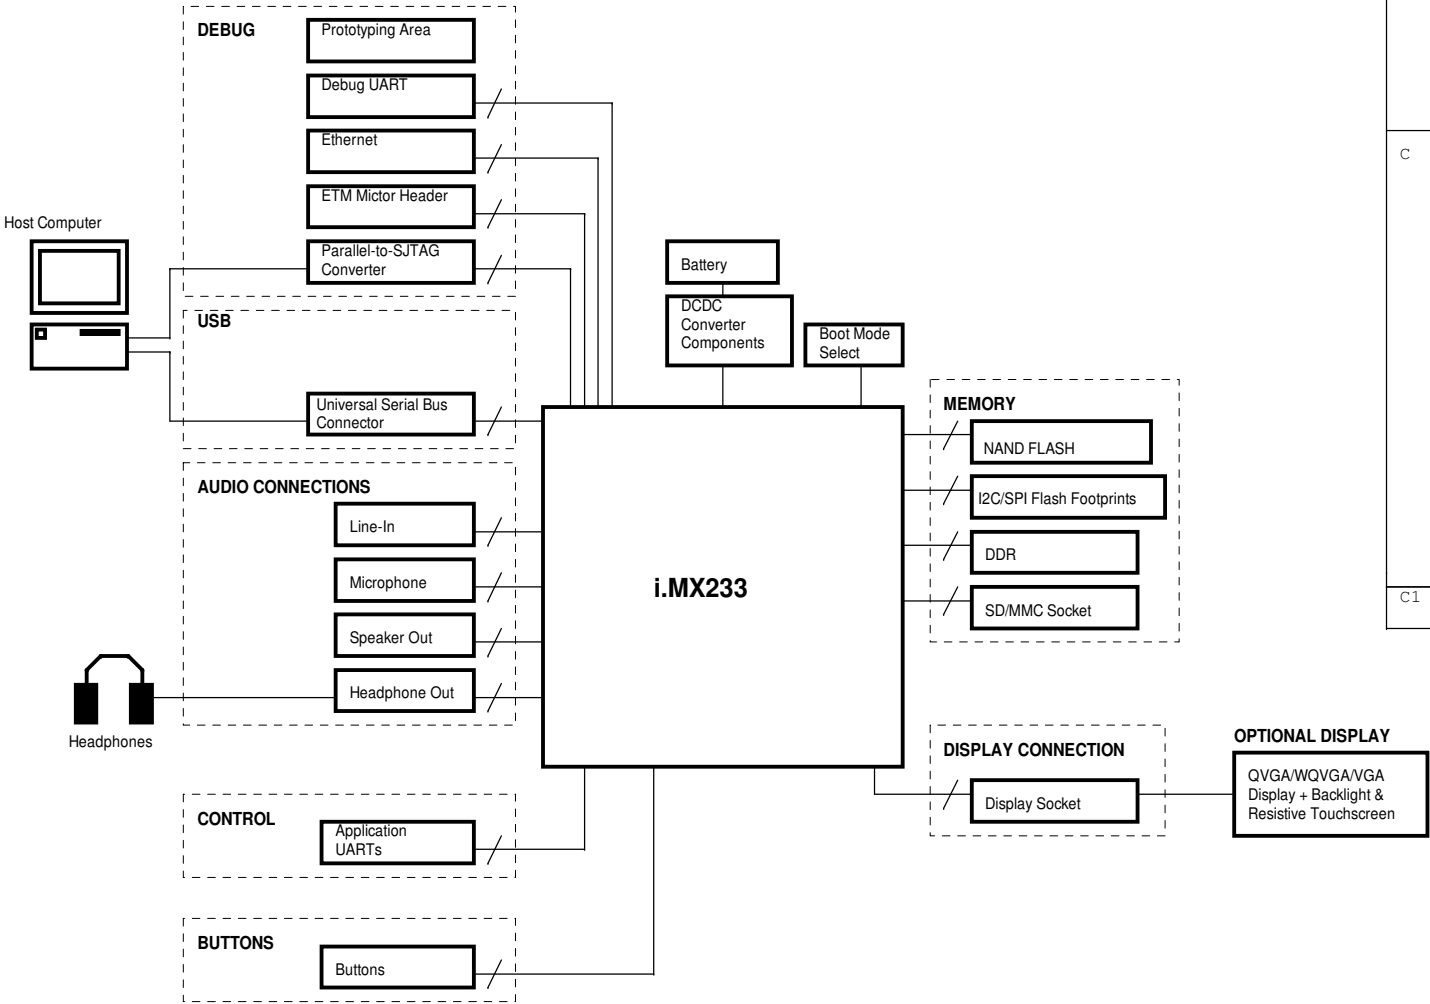 DEBUG
Prototyping Area
Debug UART
Ethernet
ETM Mictor Header
Parallel-to-SJTAG
Converter
Host Computer
USB
Universal Serial Bus
Connector
Battery
DCDC
Converter
Components
Boot Mode
Select
C
MEMORY
NAND FLASH
I2C/SPI Flash Footprints
DDR
SD/MMC Socket
C1
AUDIO CONNECTIONS
Line-In
Microphone
Speaker Out
Headphone Out
Headphones
i.MX233
DISPLAY CONNECTION
Display Socket
OPTIONAL DISPLAY
QVGA/WQVGA/VGA
Display + Backlight &
Resistive Touchscreen
CONTROL
Application
UARTs
BUTTONS
Buttons